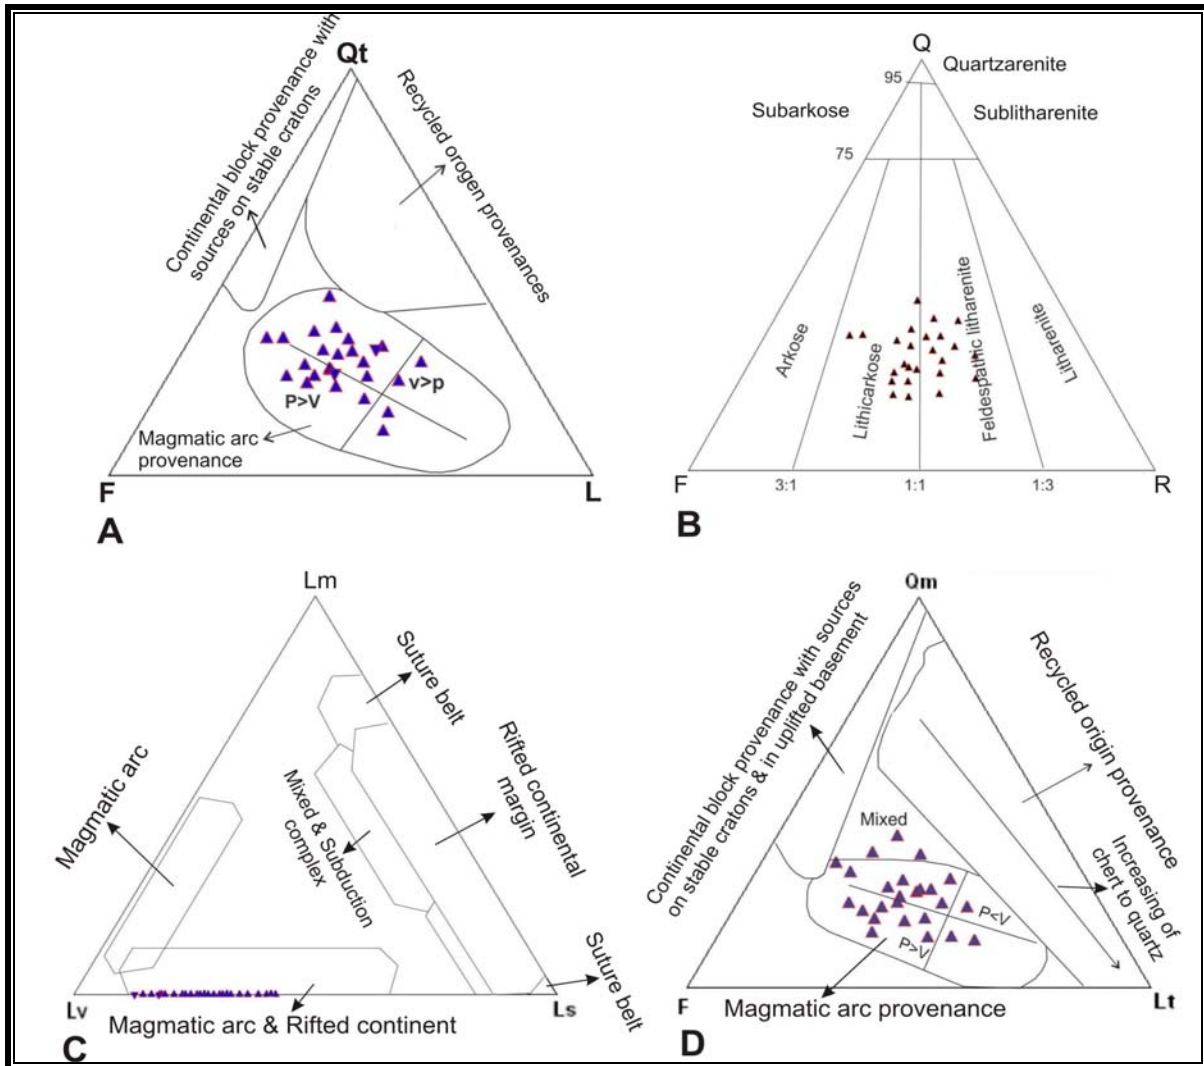 Qt
Continental block provenance with
sources on stable cratons
Recycled orogen provenances
P>V
v>p
Magmatic arc
provenance
F
L
A
Q
95
Quartzarenite
Subarkose
Sublitharenite
75
Arkose
Lithicarkose
Feldespathic litharenite
Litharenite
F
3:1
1:1
1:3
R
B
Lm
Suture belt
Magmatic arc
Mixed & Subduction
complex
Rifted continental
margin
Suture belt
Lv
Ls
Magmatic arc & Rifted continent
C
Qm
Continental block provenance with sources
on stable cratons & in uplifted basement
Recycled origin provenance
Mixed
Increasing of
chert to quartz
P<V
P>V
F
Lt
Magmatic arc provenance
D